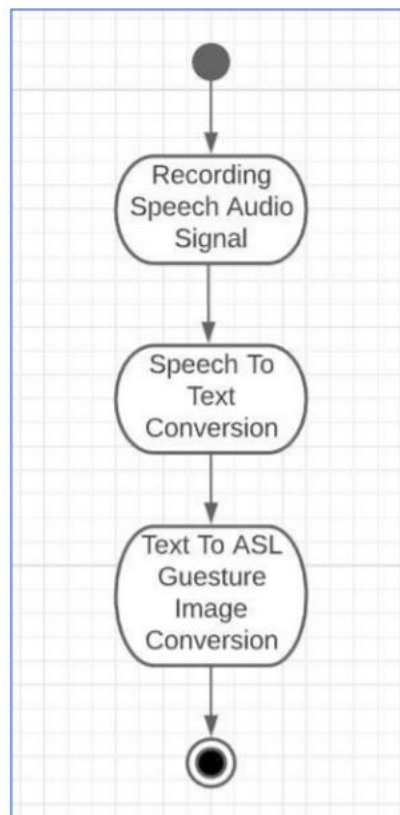 Recording
Speech Audio
Signal
Speech To
Text
Conversion
Text To ASL
Guesture
Image
Conversion